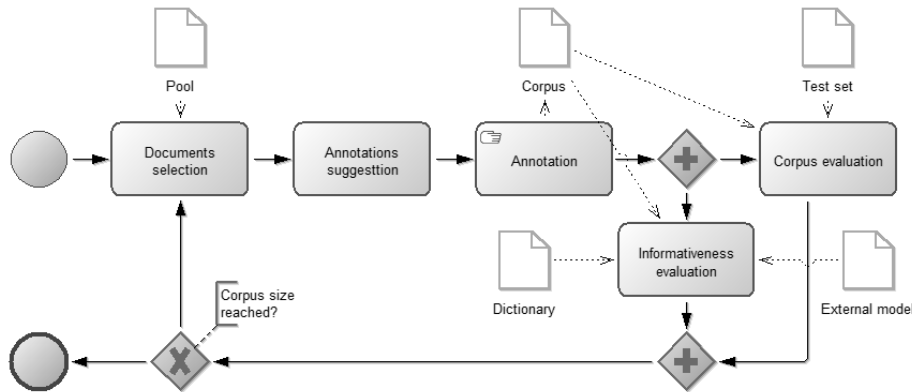 Pool
Corpus
Test set
Documents
selection
Annotations
suggesttion
Annotation
Corpus evaluation
Informativeness
evaluation
Dictionary
External model
Corpus size
reached?